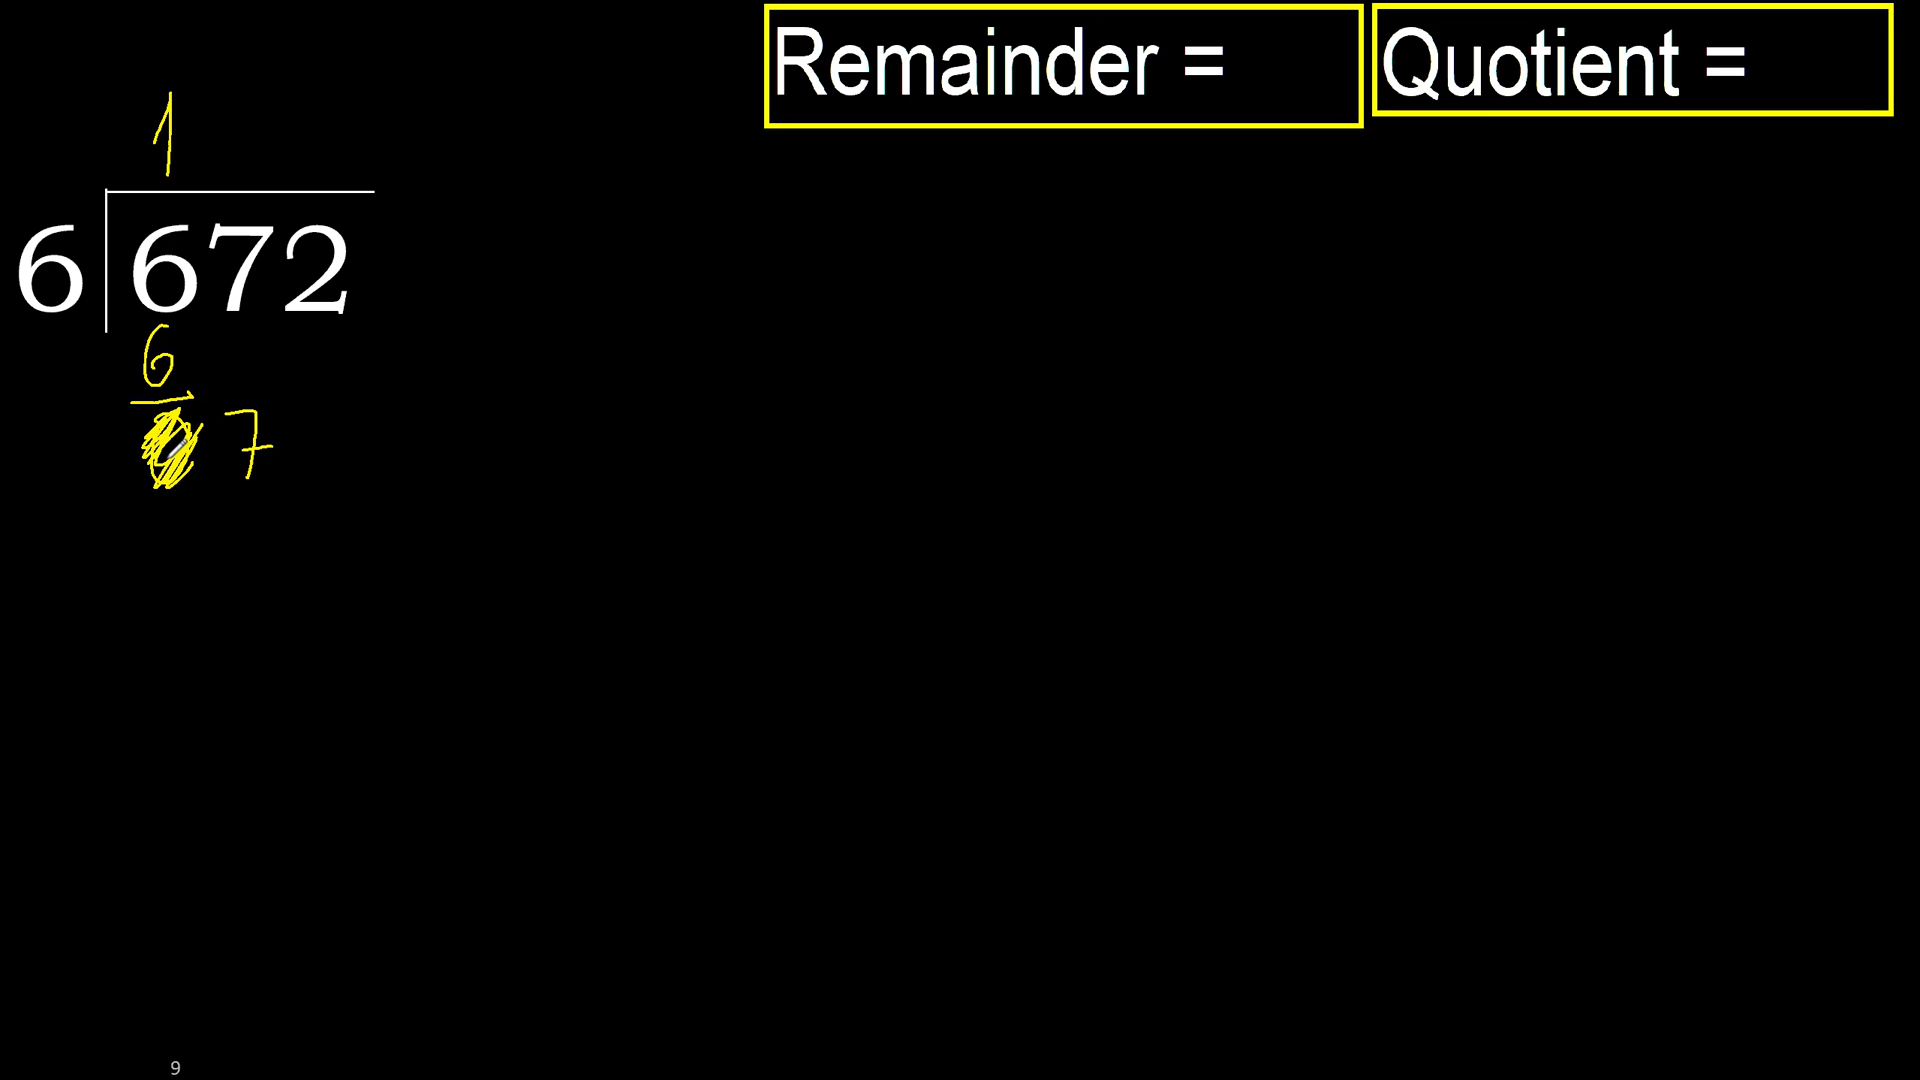 Remainder =
Quotient =
1
6 672
6
7
9